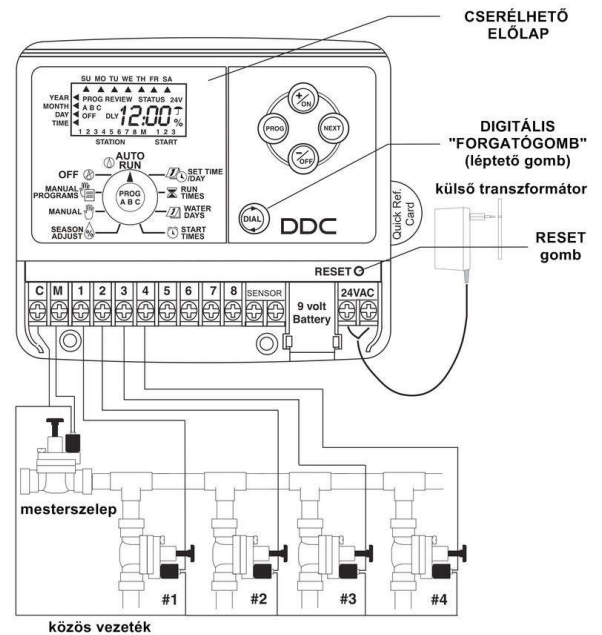 CSERÉLHETŐ
ELŐLAP
SU MO TU WE TH FR SA
YEAR
MONTH
DAY
TIME
PROG REVIEW STATUS 24V
A B C
OFF DLY 12:00 %
1 2 3 4 5 6 7 8 M 1 2 3
STATION START
+/ON
PROG
NEXT
-/OFF
DIGITÁLIS
"FORGATÓGOMB"
(léptető gomb)
AUTO
RUN
OFF
SET TIME
/DAY
MANUAL
PROGRAMS
RUN
TIMES
PROG
A B C
MANUAL
WATER
DAYS
SEASON
ADJUST %
START
TIMES
DIAL
DDC
Quick Ref.
Card
külső transzformátor
RESET
RESET
gomb
C M 1 2 3 4 5 6 7 8 SENSOR
9 volt
Battery
24VAC
mesterszelep
#1 #2 #3 #4
közös vezeték